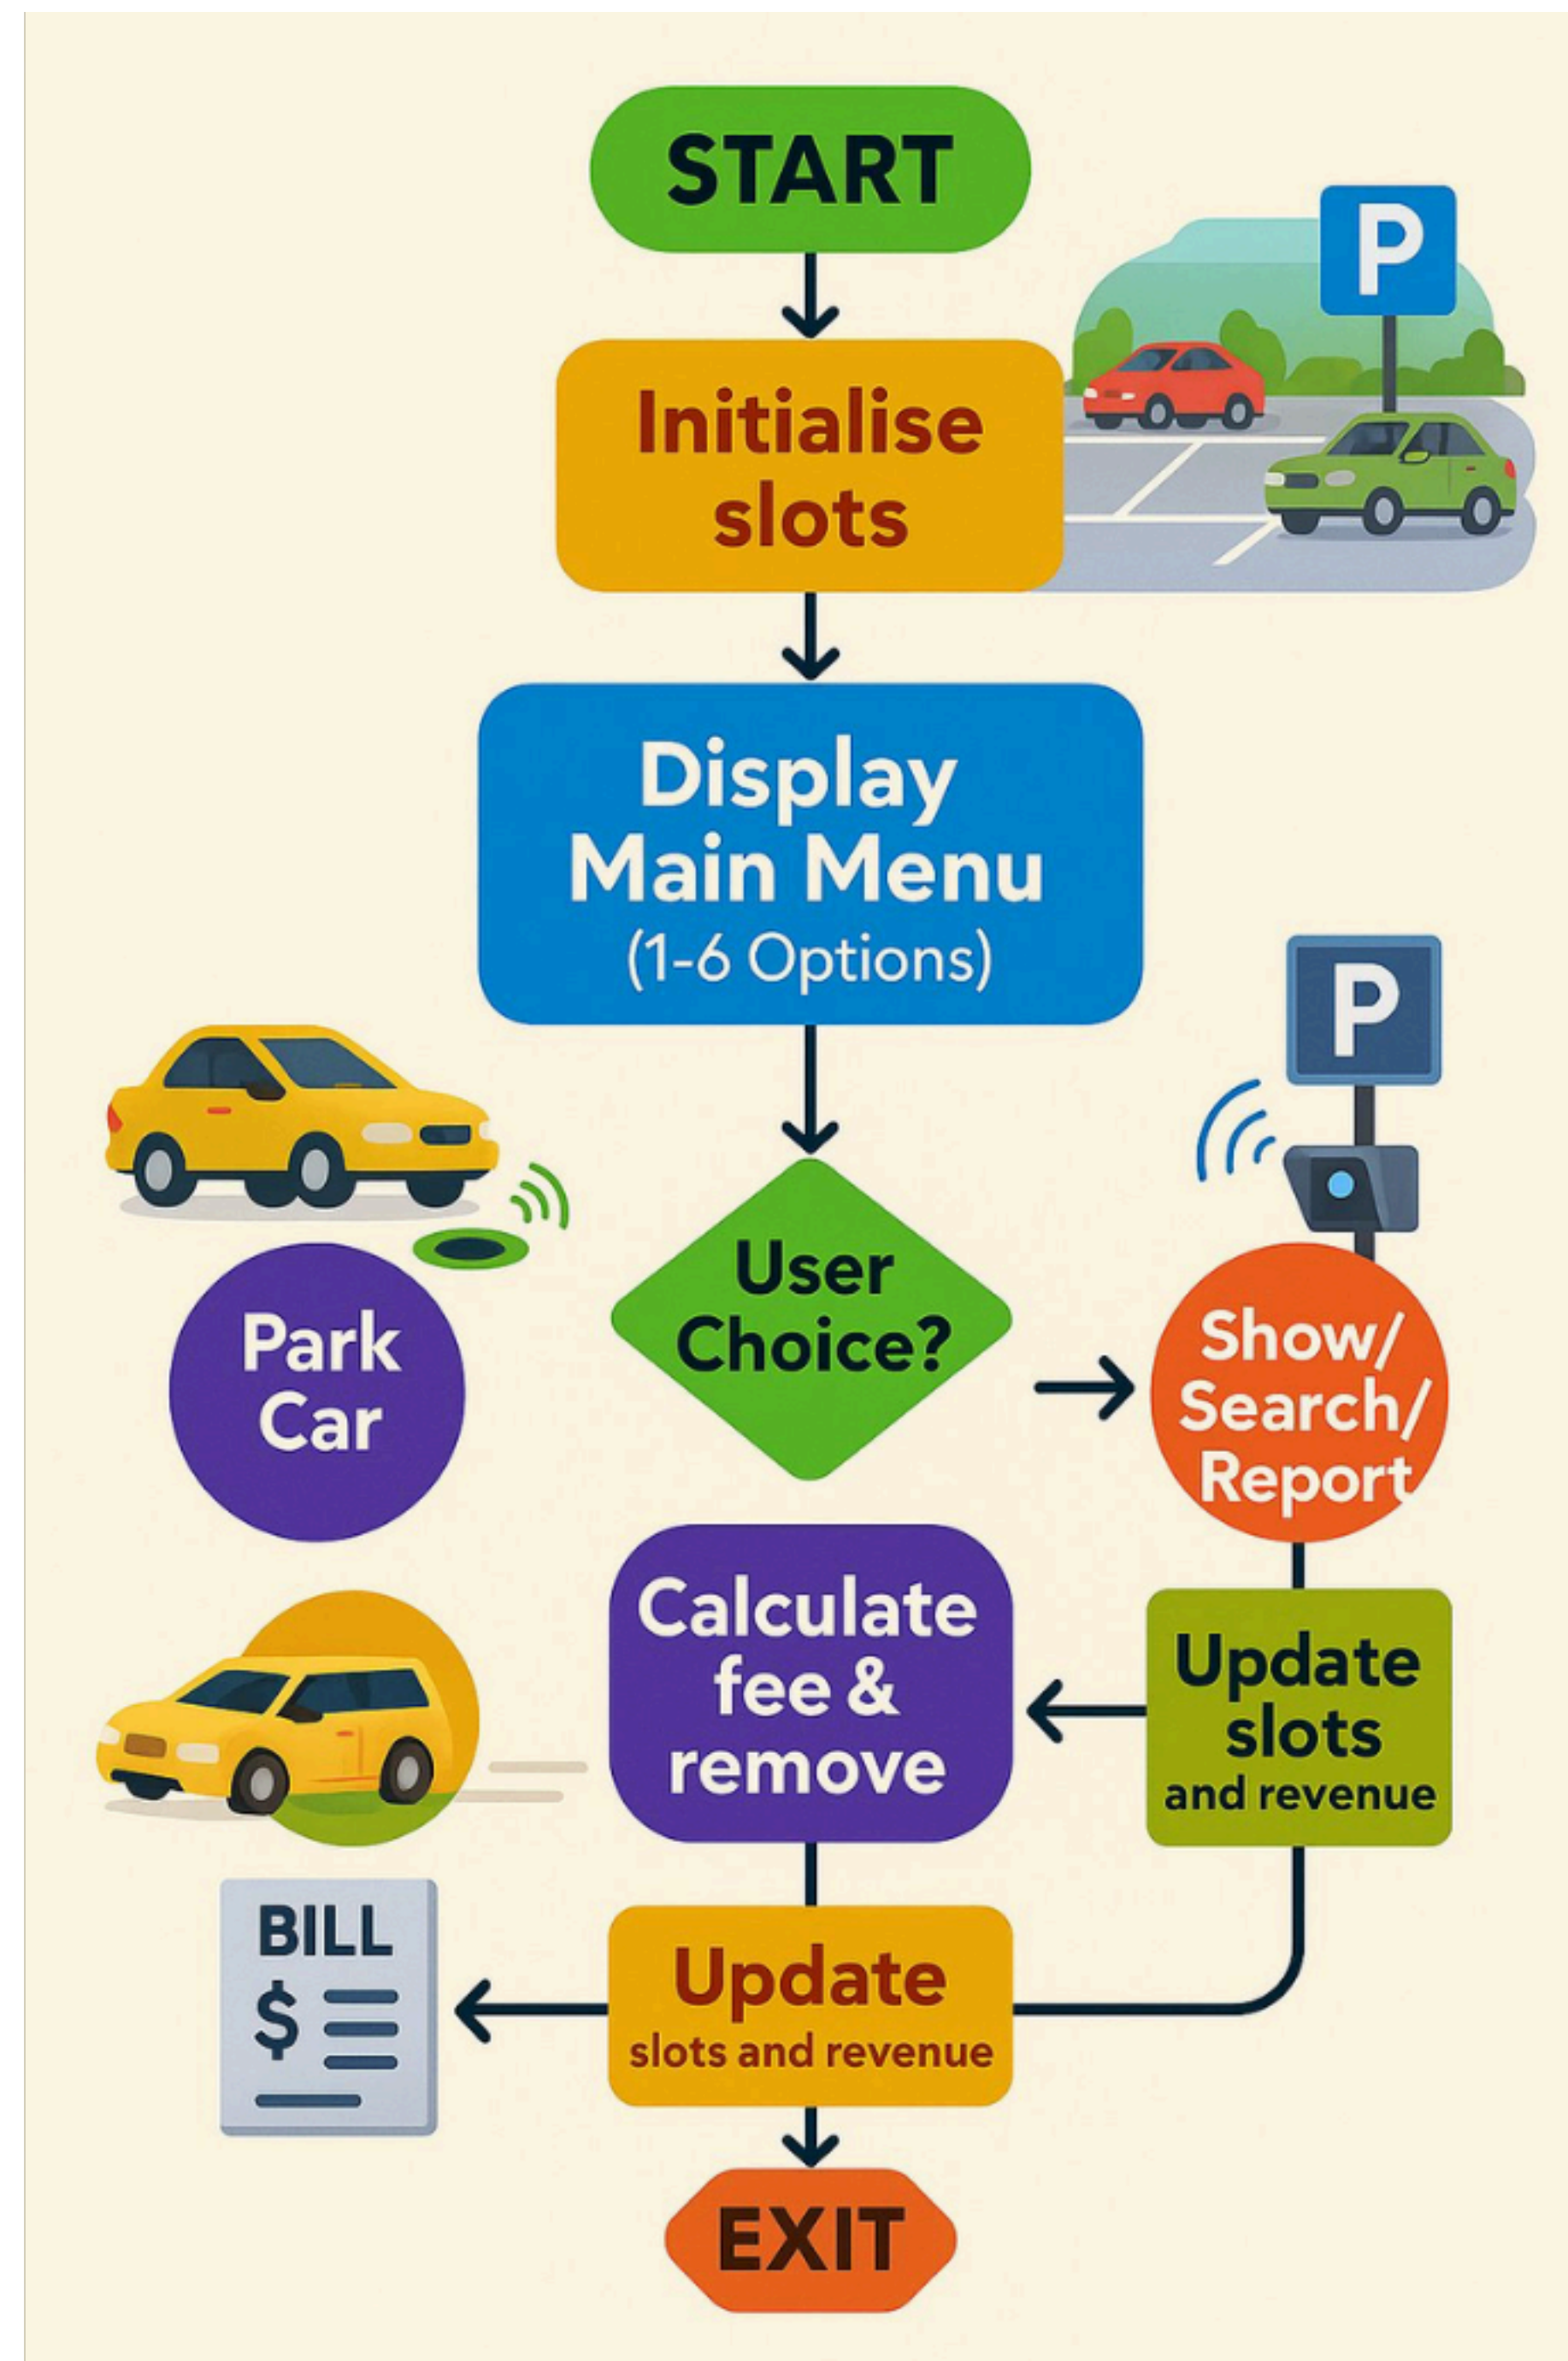 START
P
Initialise
slots
Display
Main Menu
(1-6 Options)
P
Park
Car
User
Choice?
Show/
Search/
Report
Calculate
fee &
remove
Update
slots
and revenue
BILL
$
Update
slots and revenue
EXIT